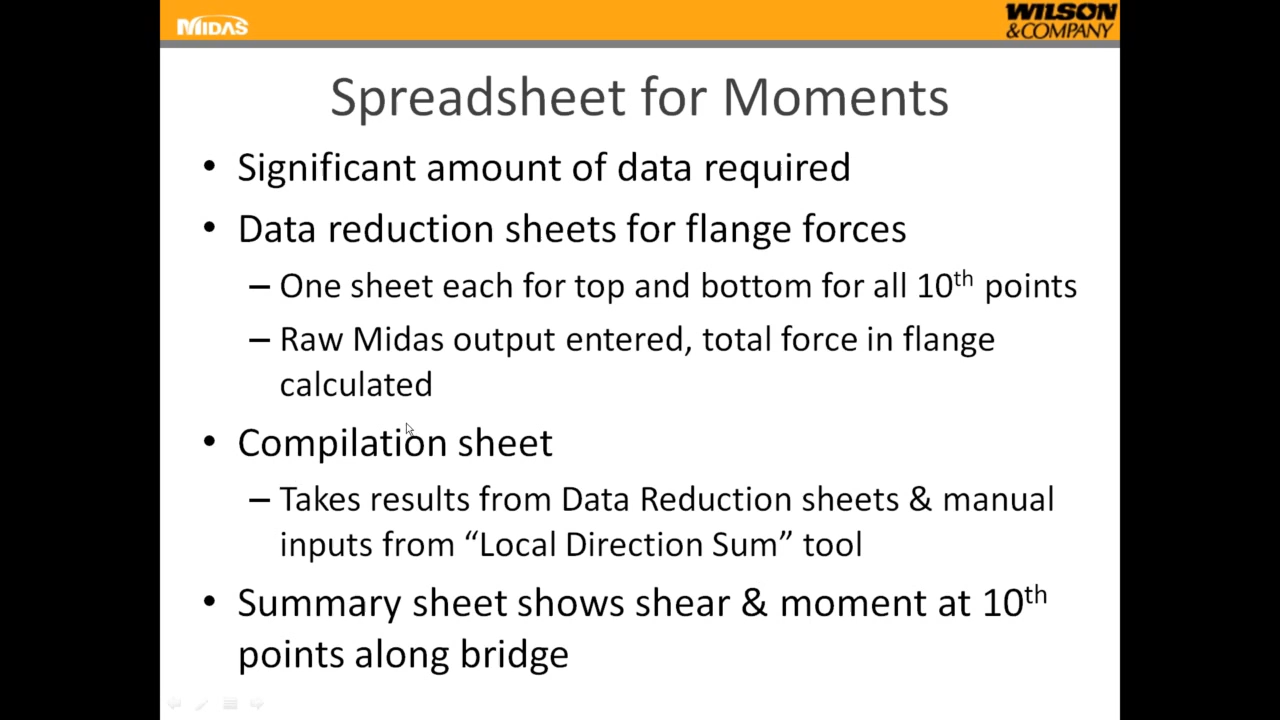 MIDAS
WILSON
&COMPANY
Spreadsheet for Moments
• Significant amount of data required
• Data reduction sheets for flange forces
– One sheet each for top and bottom for all 10th points
– Raw Midas output entered, total force in flange
calculated
• Compilation sheet
– Takes results from Data Reduction sheets & manual
inputs from “Local Direction Sum” tool
• Summary sheet shows shear & moment at 10th
points along bridge